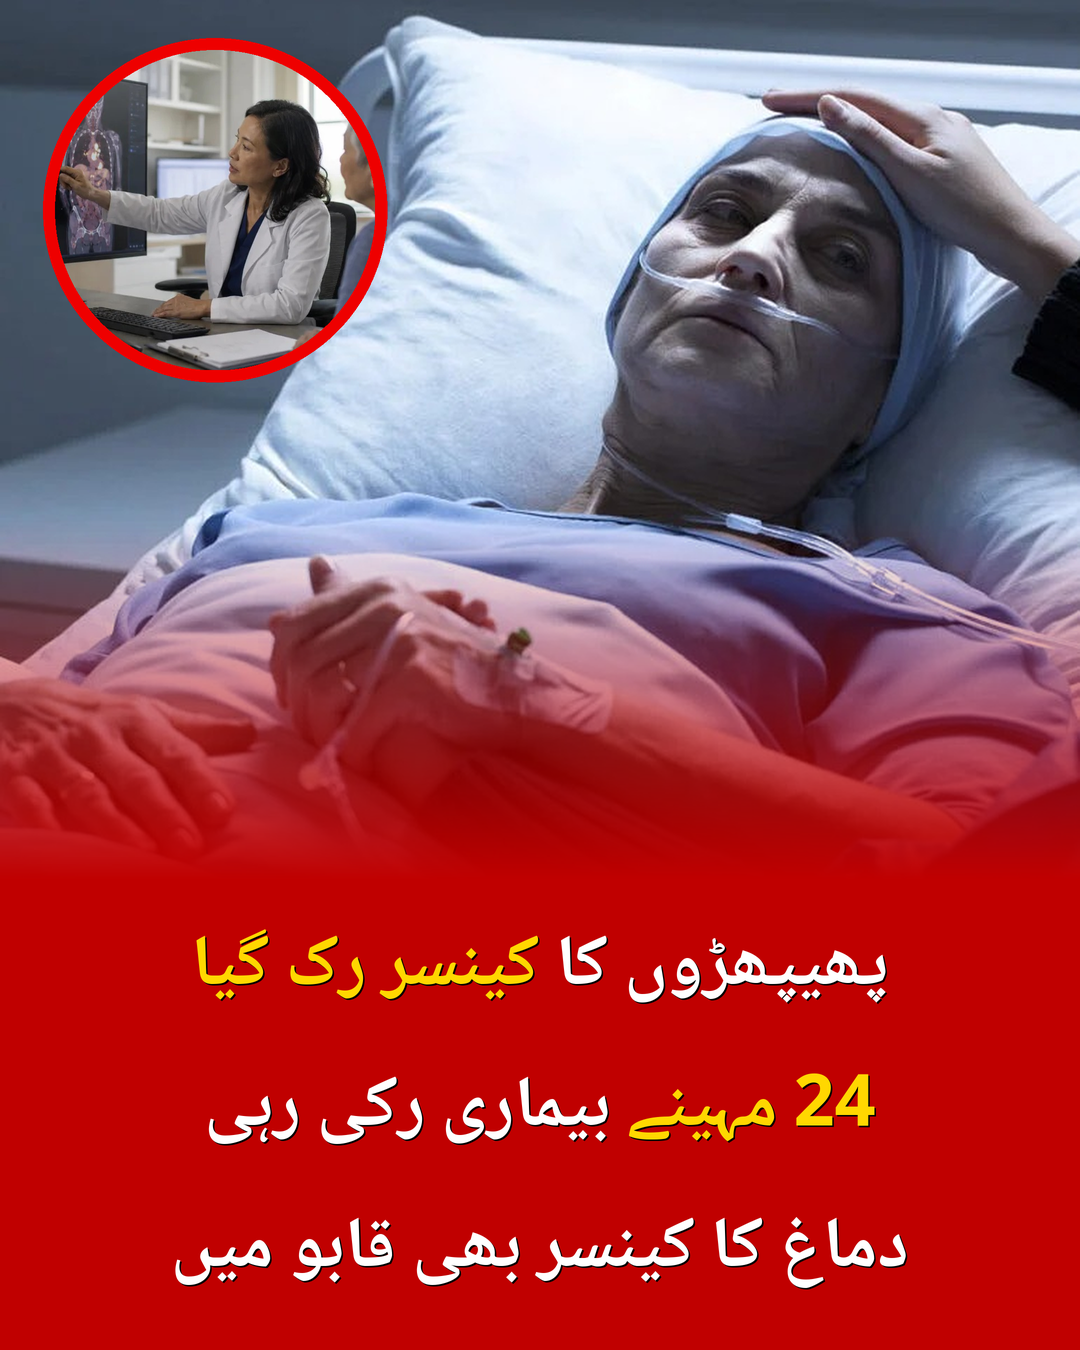 پھیپھڑوں کا کینسر رک گیا
24 مہینے بیماری رکی رہی
دماغ کا کینسر بھی قابو میں